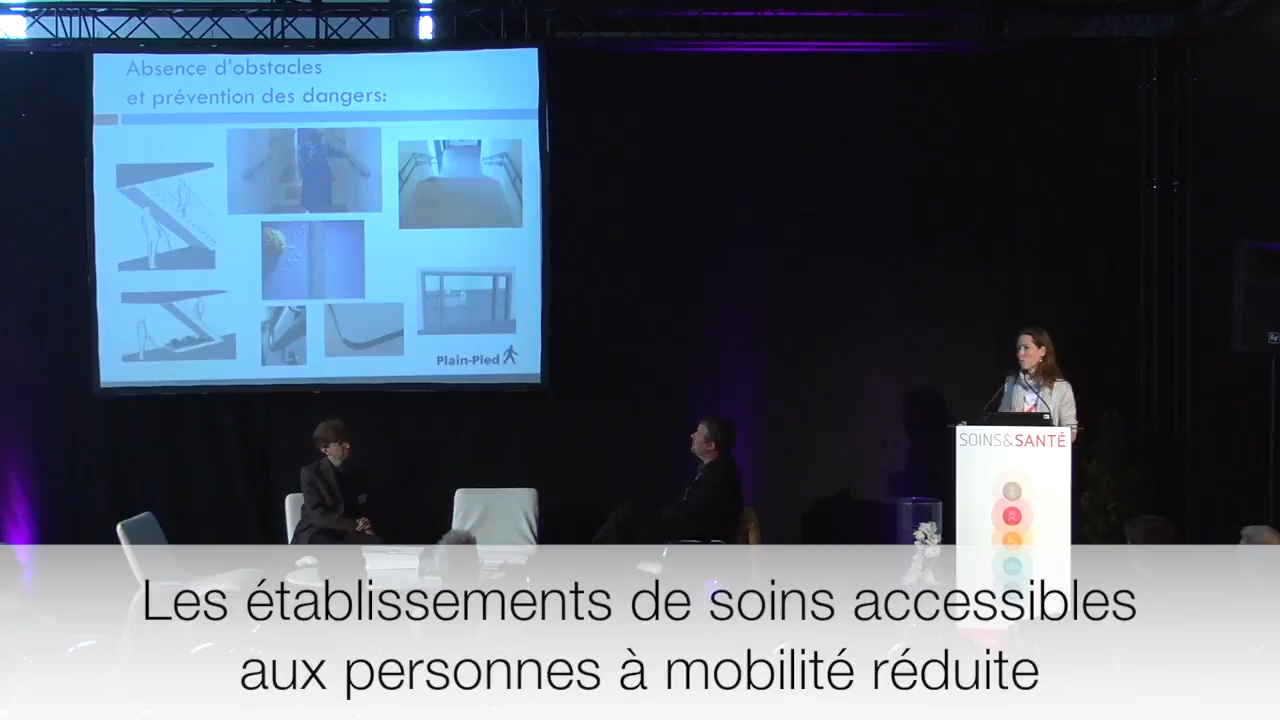 Absence d'obstacles
et prévention des dangers:
Plain-Pied
SOINS&SANTÉ
Les établissements de soins accessibles
aux personnes à mobilité réduite